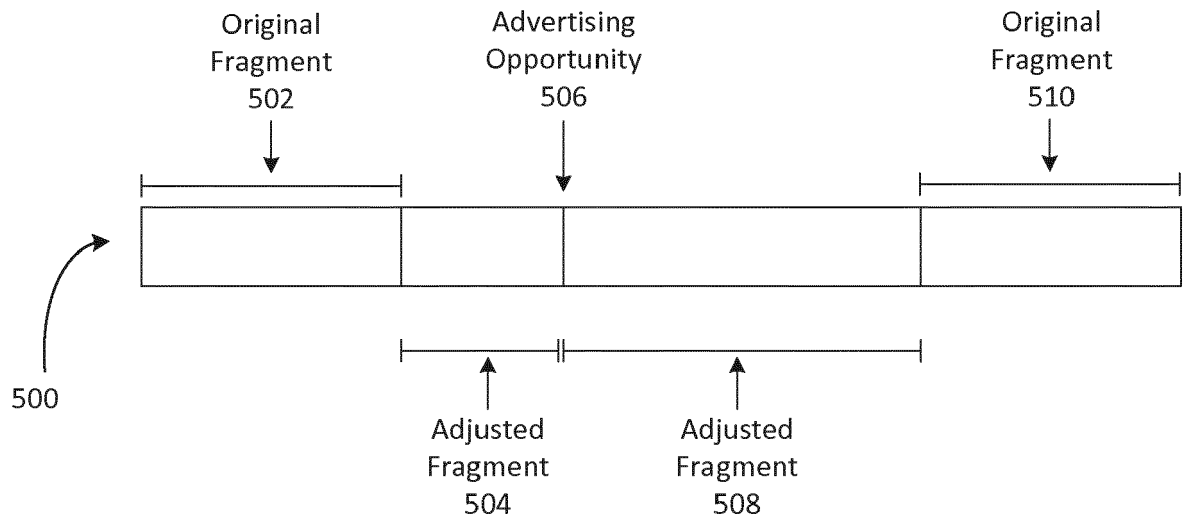 Original
Fragment
502
Advertising
Opportunity
506
Original
Fragment
510
500
Adjusted
Fragment
504
Adjusted
Fragment
508